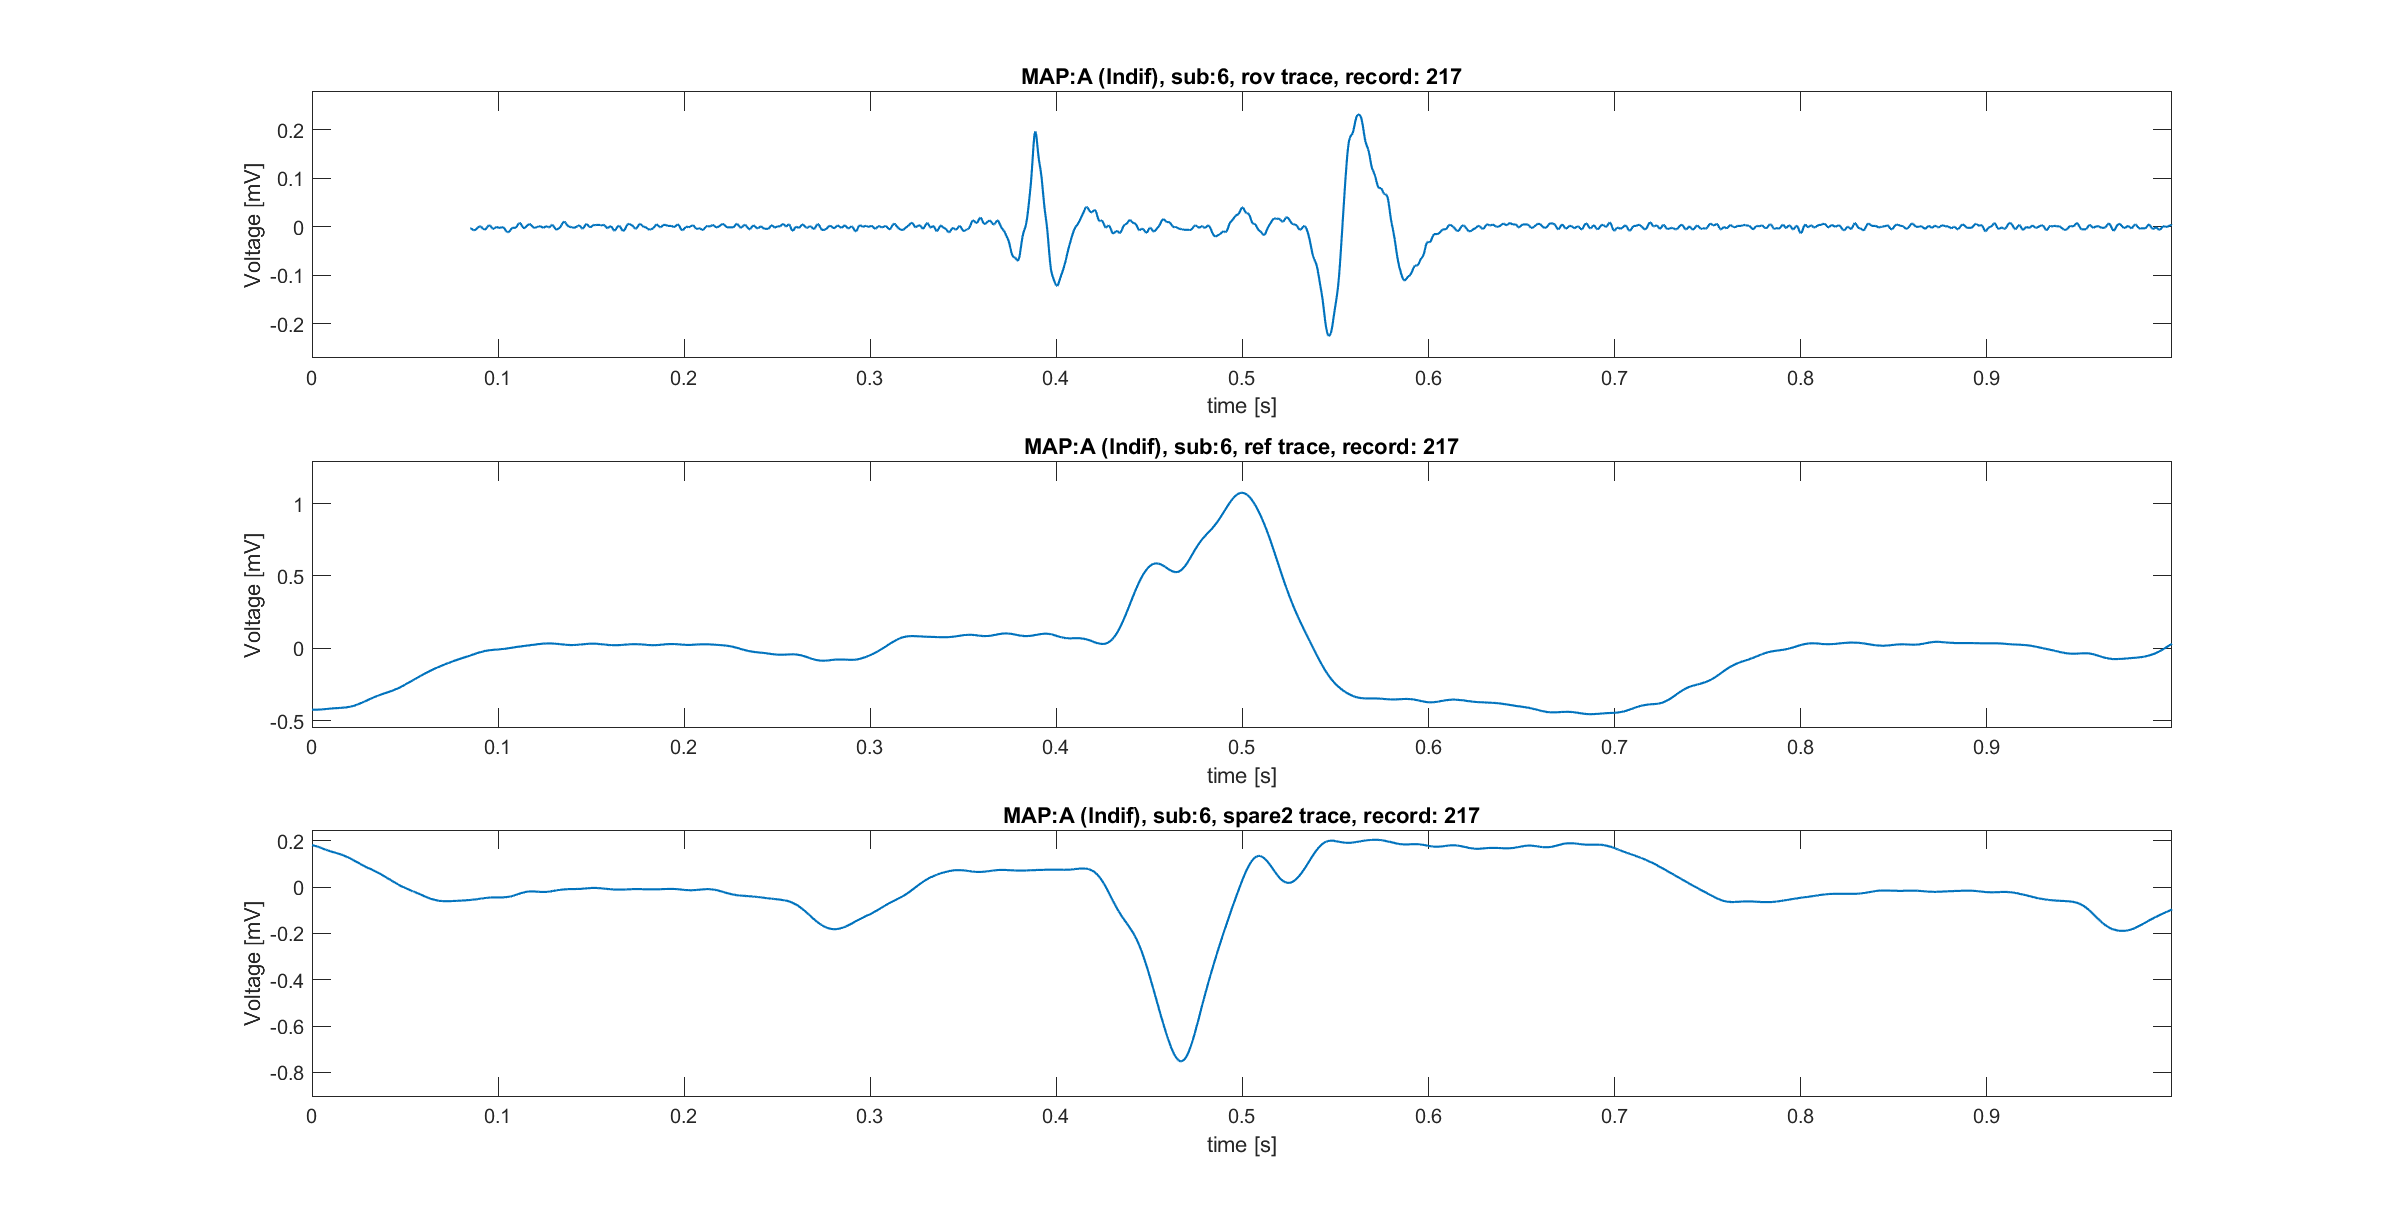 MAP:A (Indif), sub:6, rov trace, record: 217
Voltage [mV]
0.2
0.1
0
-0.1
-0.2
0 0.1 0.2 0.3 0.4 0.5 0.6 0.7 0.8 0.9
time [s]
MAP:A (Indif), sub:6, ref trace, record: 217
Voltage [mV]
1
0.5
0
-0.5
0 0.1 0.2 0.3 0.4 0.5 0.6 0.7 0.8 0.9
time [s]
MAP:A (Indif), sub:6, spare2 trace, record: 217
Voltage [mV]
0.2
0
-0.2
-0.4
-0.6
-0.8
0 0.1 0.2 0.3 0.4 0.5 0.6 0.7 0.8 0.9
time [s]